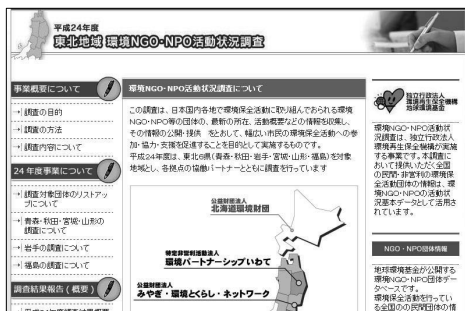 平成24年度
東北地域 環境NGO・NPO活動状況調査
事業概要について
調査の目的
調査の方法
調査内容について
24年度事業について
調査対象団体のリストアップについて
青森・秋田・宮城・山形の
調査について
岩手の調査について
福島の調査について
調査結果報告(概要)
環境NGO・NPO活動状況調査について
この調査は、日本国内各地で環境保全活動に取り組んでおられる環境
NGO・NPO等の団体の、最新の所在、活動概要などの情報を収集し、
その情報の公開・提供 をとおして、幅広い市民の環境保全活動への参
加・協力・支援を促進することを目的として実施するものです。
平成24年度は、東北6県(青森・秋田・岩手・宮城・山形・福島)を対象
地域とし、各拠点の協働パートナーとともに調査を行っています
公益財団法人
北海道環境財団
特定非営利活動法人
環境パートナーシップいわて
公益財団法人
みやぎ・環境とくらし・ネットワーク
独立行政法人
環境再生保全機構
地球環境基金
環境NGO・NPO活動状
況調査は、独立行政法人
環境再生保全機構が実施
する事業です。本調査に
おいて提供いただく全国
の民間・非営利の環境保
全活動団体の情報は、環
境NGO・NPOの活動状
況基本データとして活用さ
れています。
NGO・NPO団体情報
地球環境基金が公開する
環境NGO・NPO団体デー
タベースです。
環境保全活動を行ってい
る全国のの民間団体の情